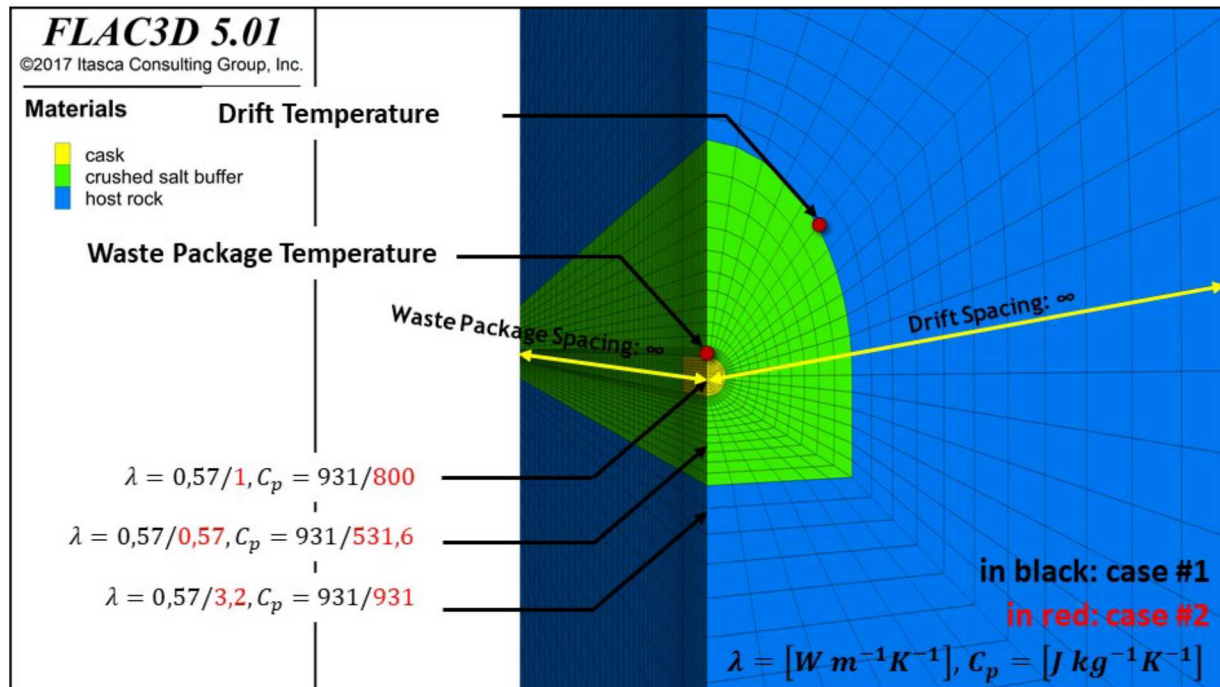 FLAC3D 5.01
©2017 Itasca Consulting Group, Inc.
Materials
cask
crushed salt buffer
host rock
Drift Temperature
Waste Package Temperature
Waste Package Spacing: ∞
Drift Spacing: ∞
λ = 0,57/1, Cₚ = 931/800
λ = 0,57/0,57, Cₚ = 931/531,6
λ = 0,57/3,2, Cₚ = 931/931
in black: case #1
in red: case #2
λ = [W m⁻¹K⁻¹], Cₚ = [J kg⁻¹K⁻¹]